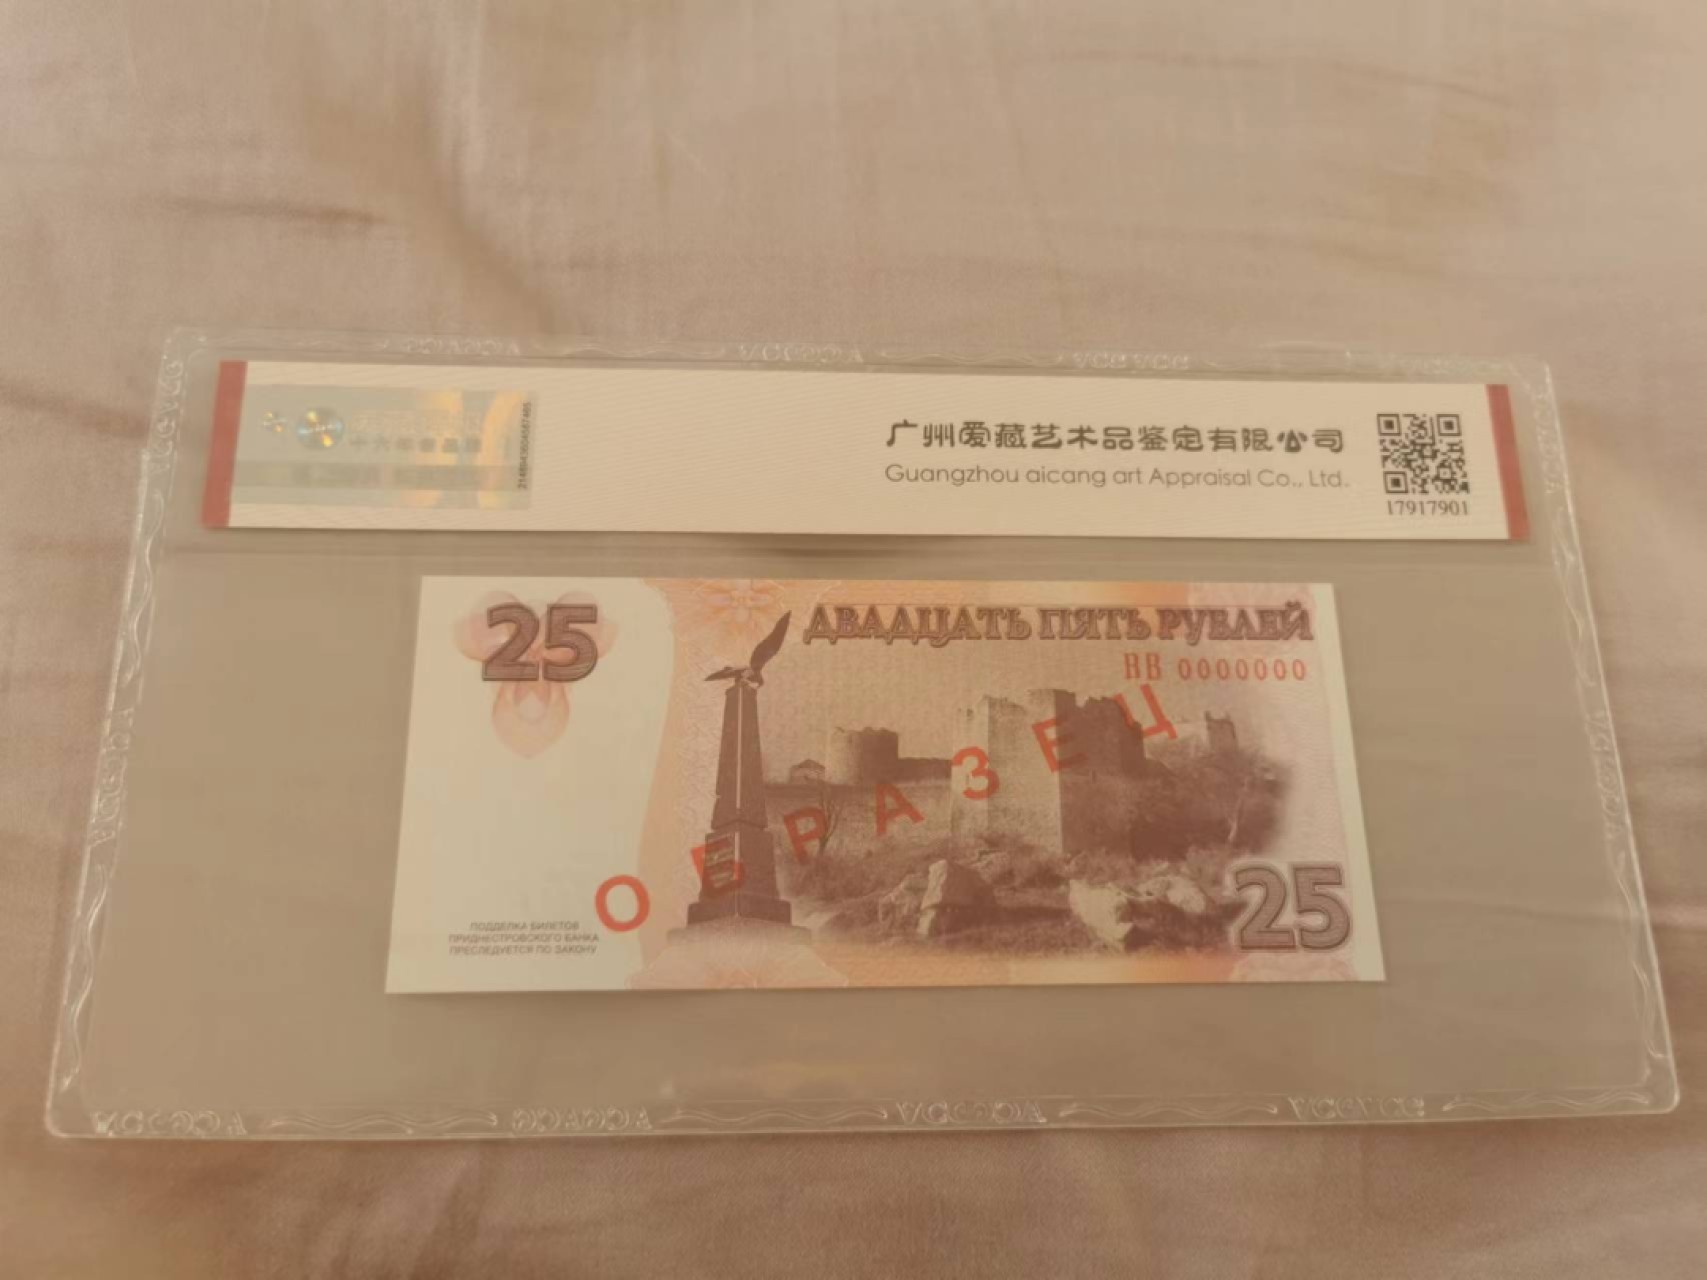 广州爱藏艺术品鉴定有限公司
Guangzhou aicang art Appraisal Co., Ltd.
17917901
25
ДВАДЦАТЬ ПЯТЬ РУБЛЕЙ
ВВ 0000000
ОБРАЗЕЦ
ПОДДЕЛКА БИЛЕТОВ
ПРИДНЕСТРОВСКОГО БАНКА
ПРЕСЛЕДУЕТСЯ ПО ЗАКОНУ
25